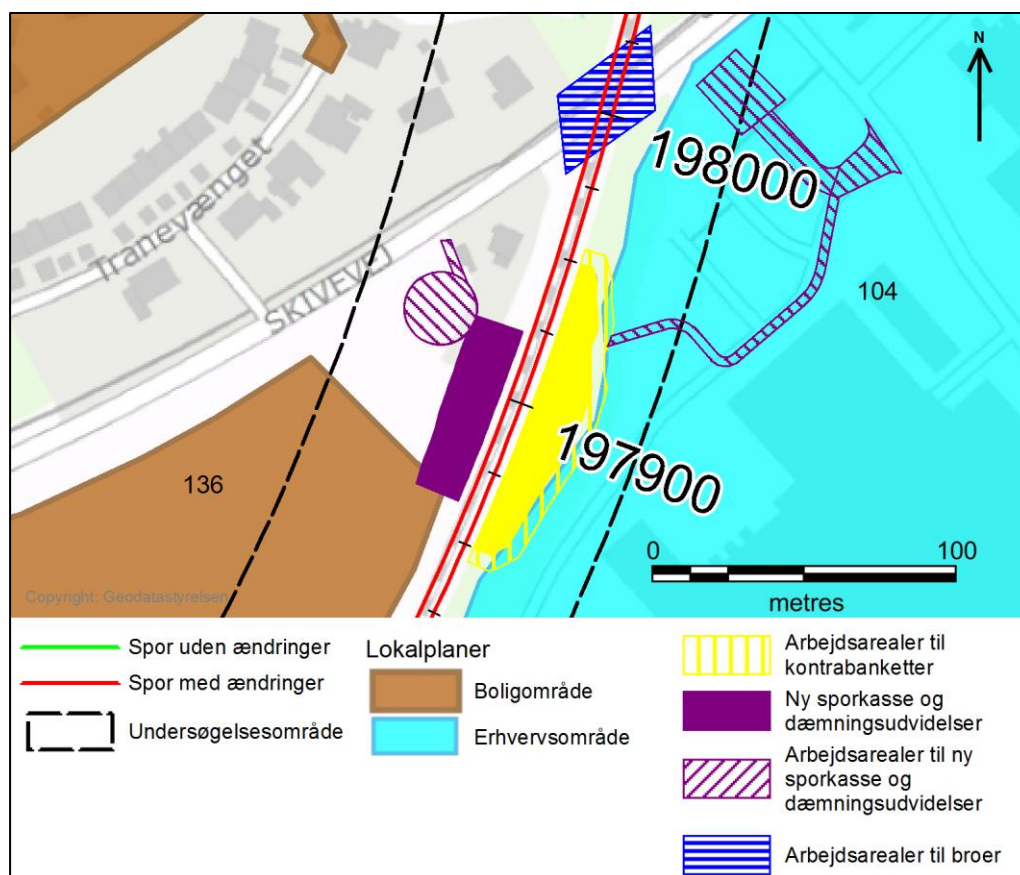 N
198000
Tranevænget
SKIVEVEJ
104
197900
136
0 100
metres
Copyright: Geodatastyrelsen
Spor uden ændringer
Spor med ændringer
Undersøgelsesområde
Lokalplaner
Boligområde
Erhvervsområde
Arbejdsarealer til
kontrabanketter
Ny sporkasse og
dæmningsudvidelser
Arbejdsarealer til ny
sporkasse og
dæmningsudvidelser
Arbejdsarealer til broer